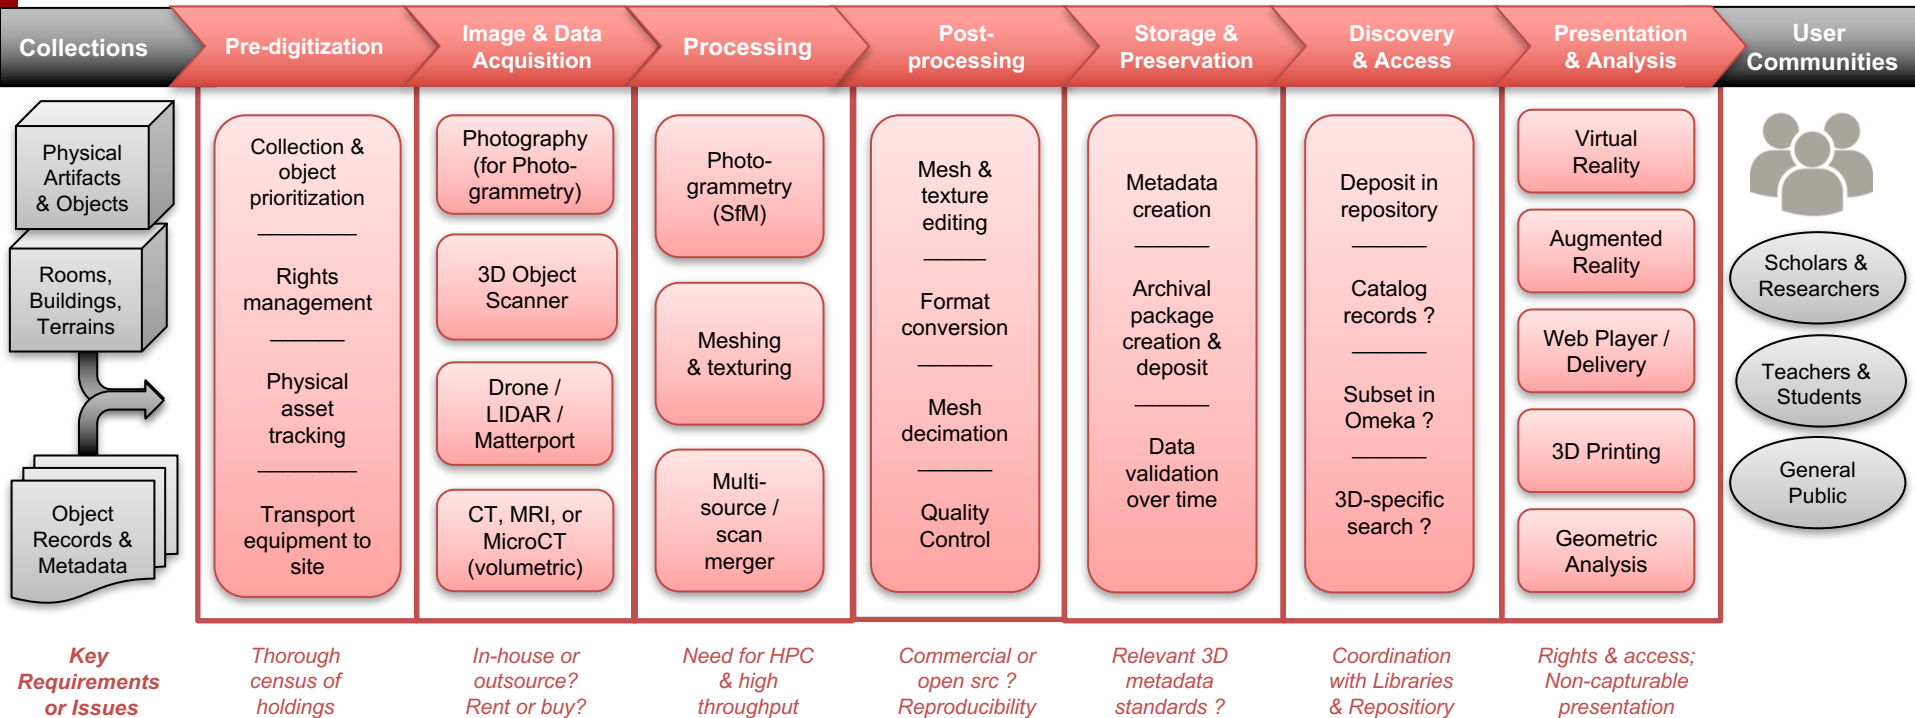 Collections
Pre-digitization
Image & Data
Acquisition
Processing
Post-
processing
Storage &
Preservation
Discovery
& Access
Presentation
& Analysis
User
Communities
Physical
Artifacts
& Objects
Rooms,
Buildings,
Terrains
Object
Records &
Metadata
Collection &
object
prioritization
Rights
management
Physical
asset
tracking
Transport
equipment to
site
Photography
(for Photo-
grammetry)
3D Object
Scanner
Drone /
LIDAR /
Matterport
CT, MRI, or
MicroCT
(volumetric)
Photo-
grammetry
(SfM)
Meshing
& texturing
Multi-
source /
scan
merger
Mesh &
texture
editing
Format
conversion
Mesh
decimation
Quality
Control
Metadata
creation
Archival
package
creation &
deposit
Data
validation
over time
Deposit in
repository
Catalog
records ?
Subset in
Omeka ?
3D-specific
search ?
Virtual
Reality
Augmented
Reality
Web Player /
Delivery
3D Printing
Geometric
Analysis
Scholars &
Researchers
Teachers &
Students
General
Public
Key
Requirements
or Issues
Thorough
census of
holdings
In-house or
outsource?
Rent or buy?
Need for HPC
& high
throughput
Commercial or
open src ?
Reproducibility
Relevant 3D
metadata
standards ?
Coordination
with Libraries
& Repositiory
Rights & access;
Non-capturable
presentation